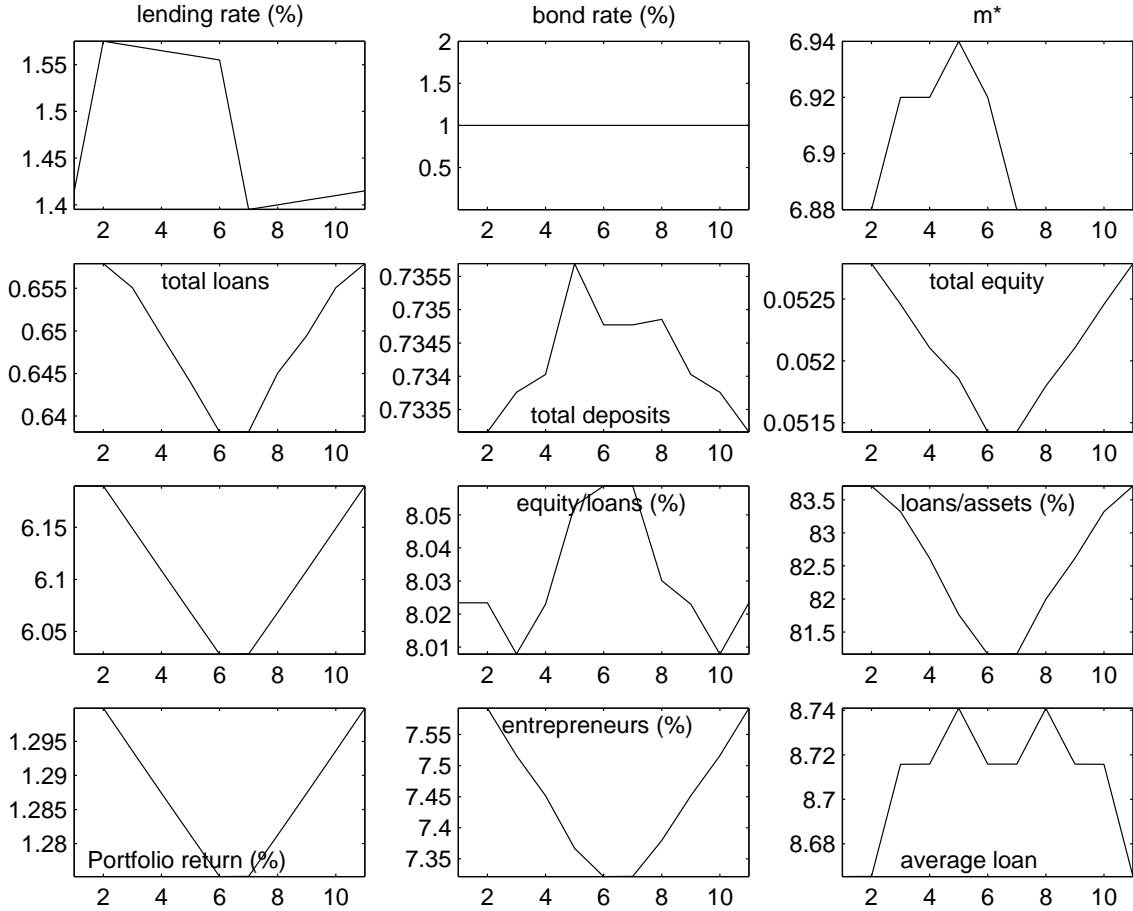 lending rate (%)
bond rate (%)
m*
1.55
1.5
1.45
1.4
2 4 6 8 10
2
1.5
1
0.5
2 4 6 8 10
6.94
6.92
6.9
6.88
2 4 6 8 10
total loans
0.655
0.65
0.645
0.64
2 4 6 8 10
0.7355
0.735
0.7345
0.734
0.7335
total deposits
2 4 6 8 10
total equity
0.0525
0.052
0.0515
2 4 6 8 10
6.15
6.1
6.05
2 4 6 8 10
equity/loans (%)
8.05
8.04
8.03
8.02
8.01
2 4 6 8 10
loans/assets (%)
83.5
83
82.5
82
81.5
2 4 6 8 10
1.295
1.29
1.285
1.28
Portfolio return (%)
2 4 6 8 10
entrepreneurs (%)
7.55
7.5
7.45
7.4
7.35
2 4 6 8 10
8.74
8.72
8.7
8.68
average loan
2 4 6 8 10